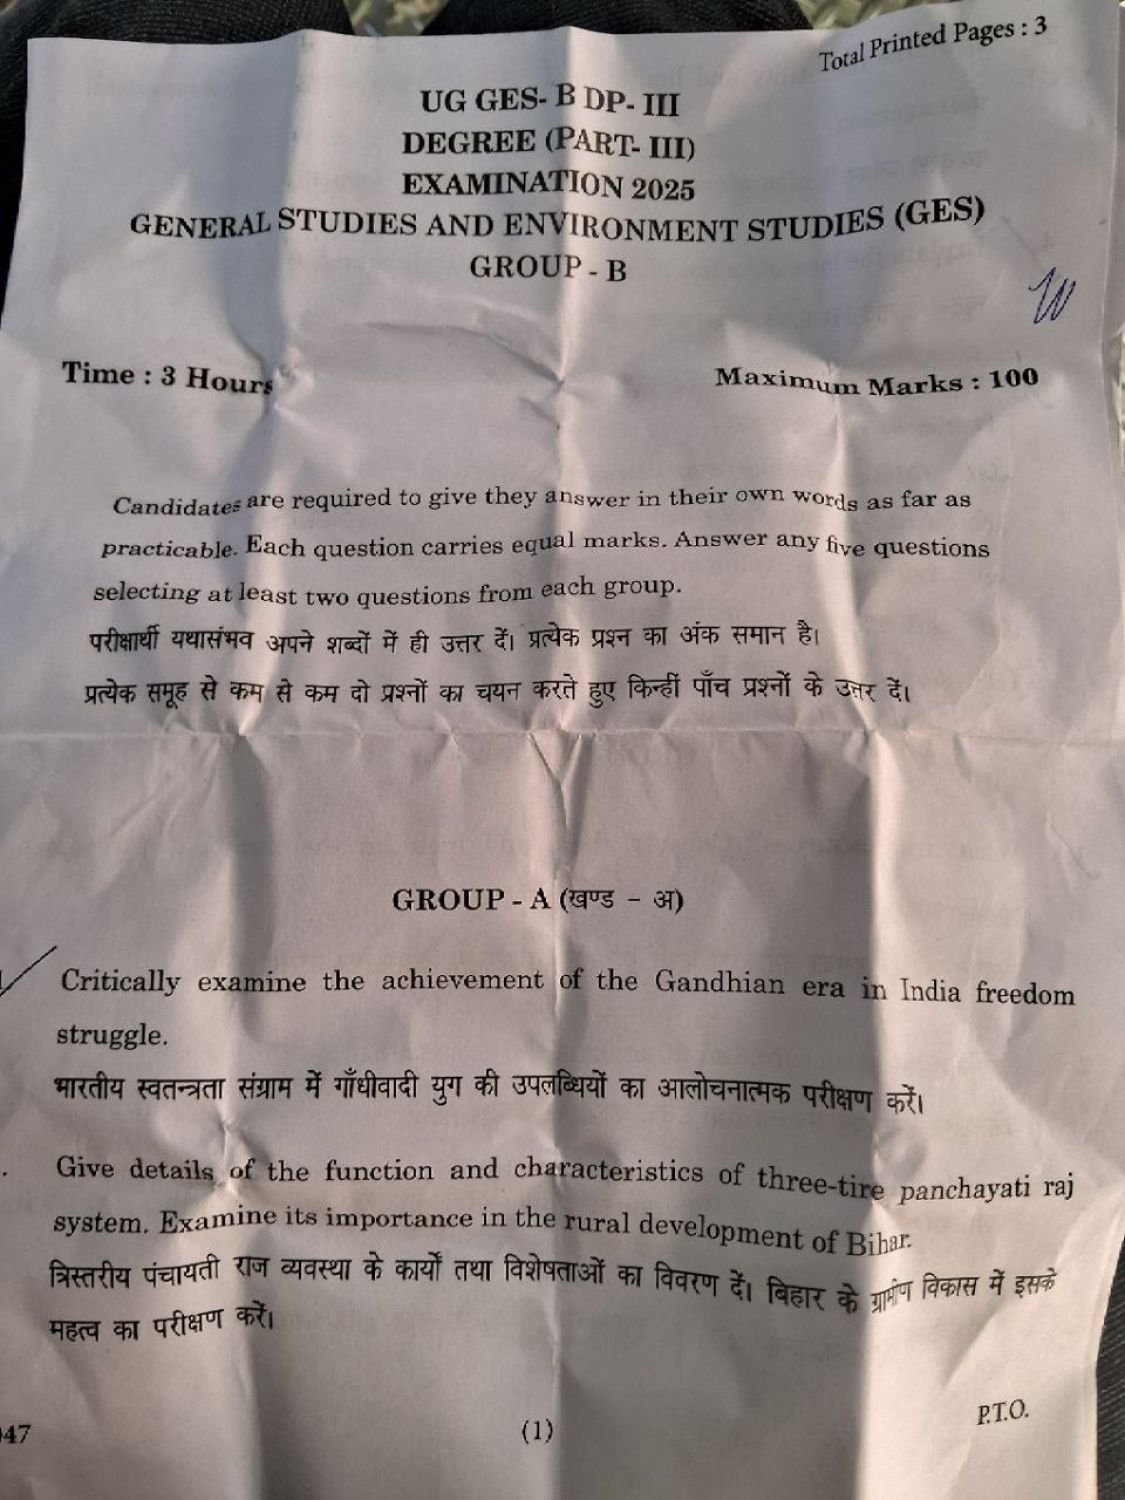 Total Printed Pages : 3
UG GES- B DP- III
DEGREE (PART- III)
EXAMINATION 2025
GENERAL STUDIES AND ENVIRONMENT STUDIES (GES)
GROUP - B
Time : 3 Hours
Maximum Marks : 100
Candidates are required to give they answer in their own words as far as
practicable. Each question carries equal marks. Answer any five questions
selecting at least two questions from each group.
परीक्षार्थी यथासंभव अपने शब्दों में ही उत्तर दें। प्रत्येक प्रश्न का अंक समान है।
प्रत्येक समूह से कम से कम दो प्रश्नों का चयन करते हुए किन्हीं पाँच प्रश्नों के उत्तर दें।
GROUP - A (खण्ड - अ)
Critically examine the achievement of the Gandhian era in India freedom
struggle.
भारतीय स्वतन्त्रता संग्राम में गाँधीवादी युग की उपलब्धियों का आलोचनात्मक परीक्षण करें।
Give details of the function and characteristics of three-tire panchayati raj
system. Examine its importance in the rural development of Bihar.
त्रिस्तरीय पंचायती राज व्यवस्था के कार्यों तथा विशेषताओं का विवरण दें। बिहार के ग्रामीण विकास में इसके
महत्व का परीक्षण करें।
47
(1)
P.T.O.